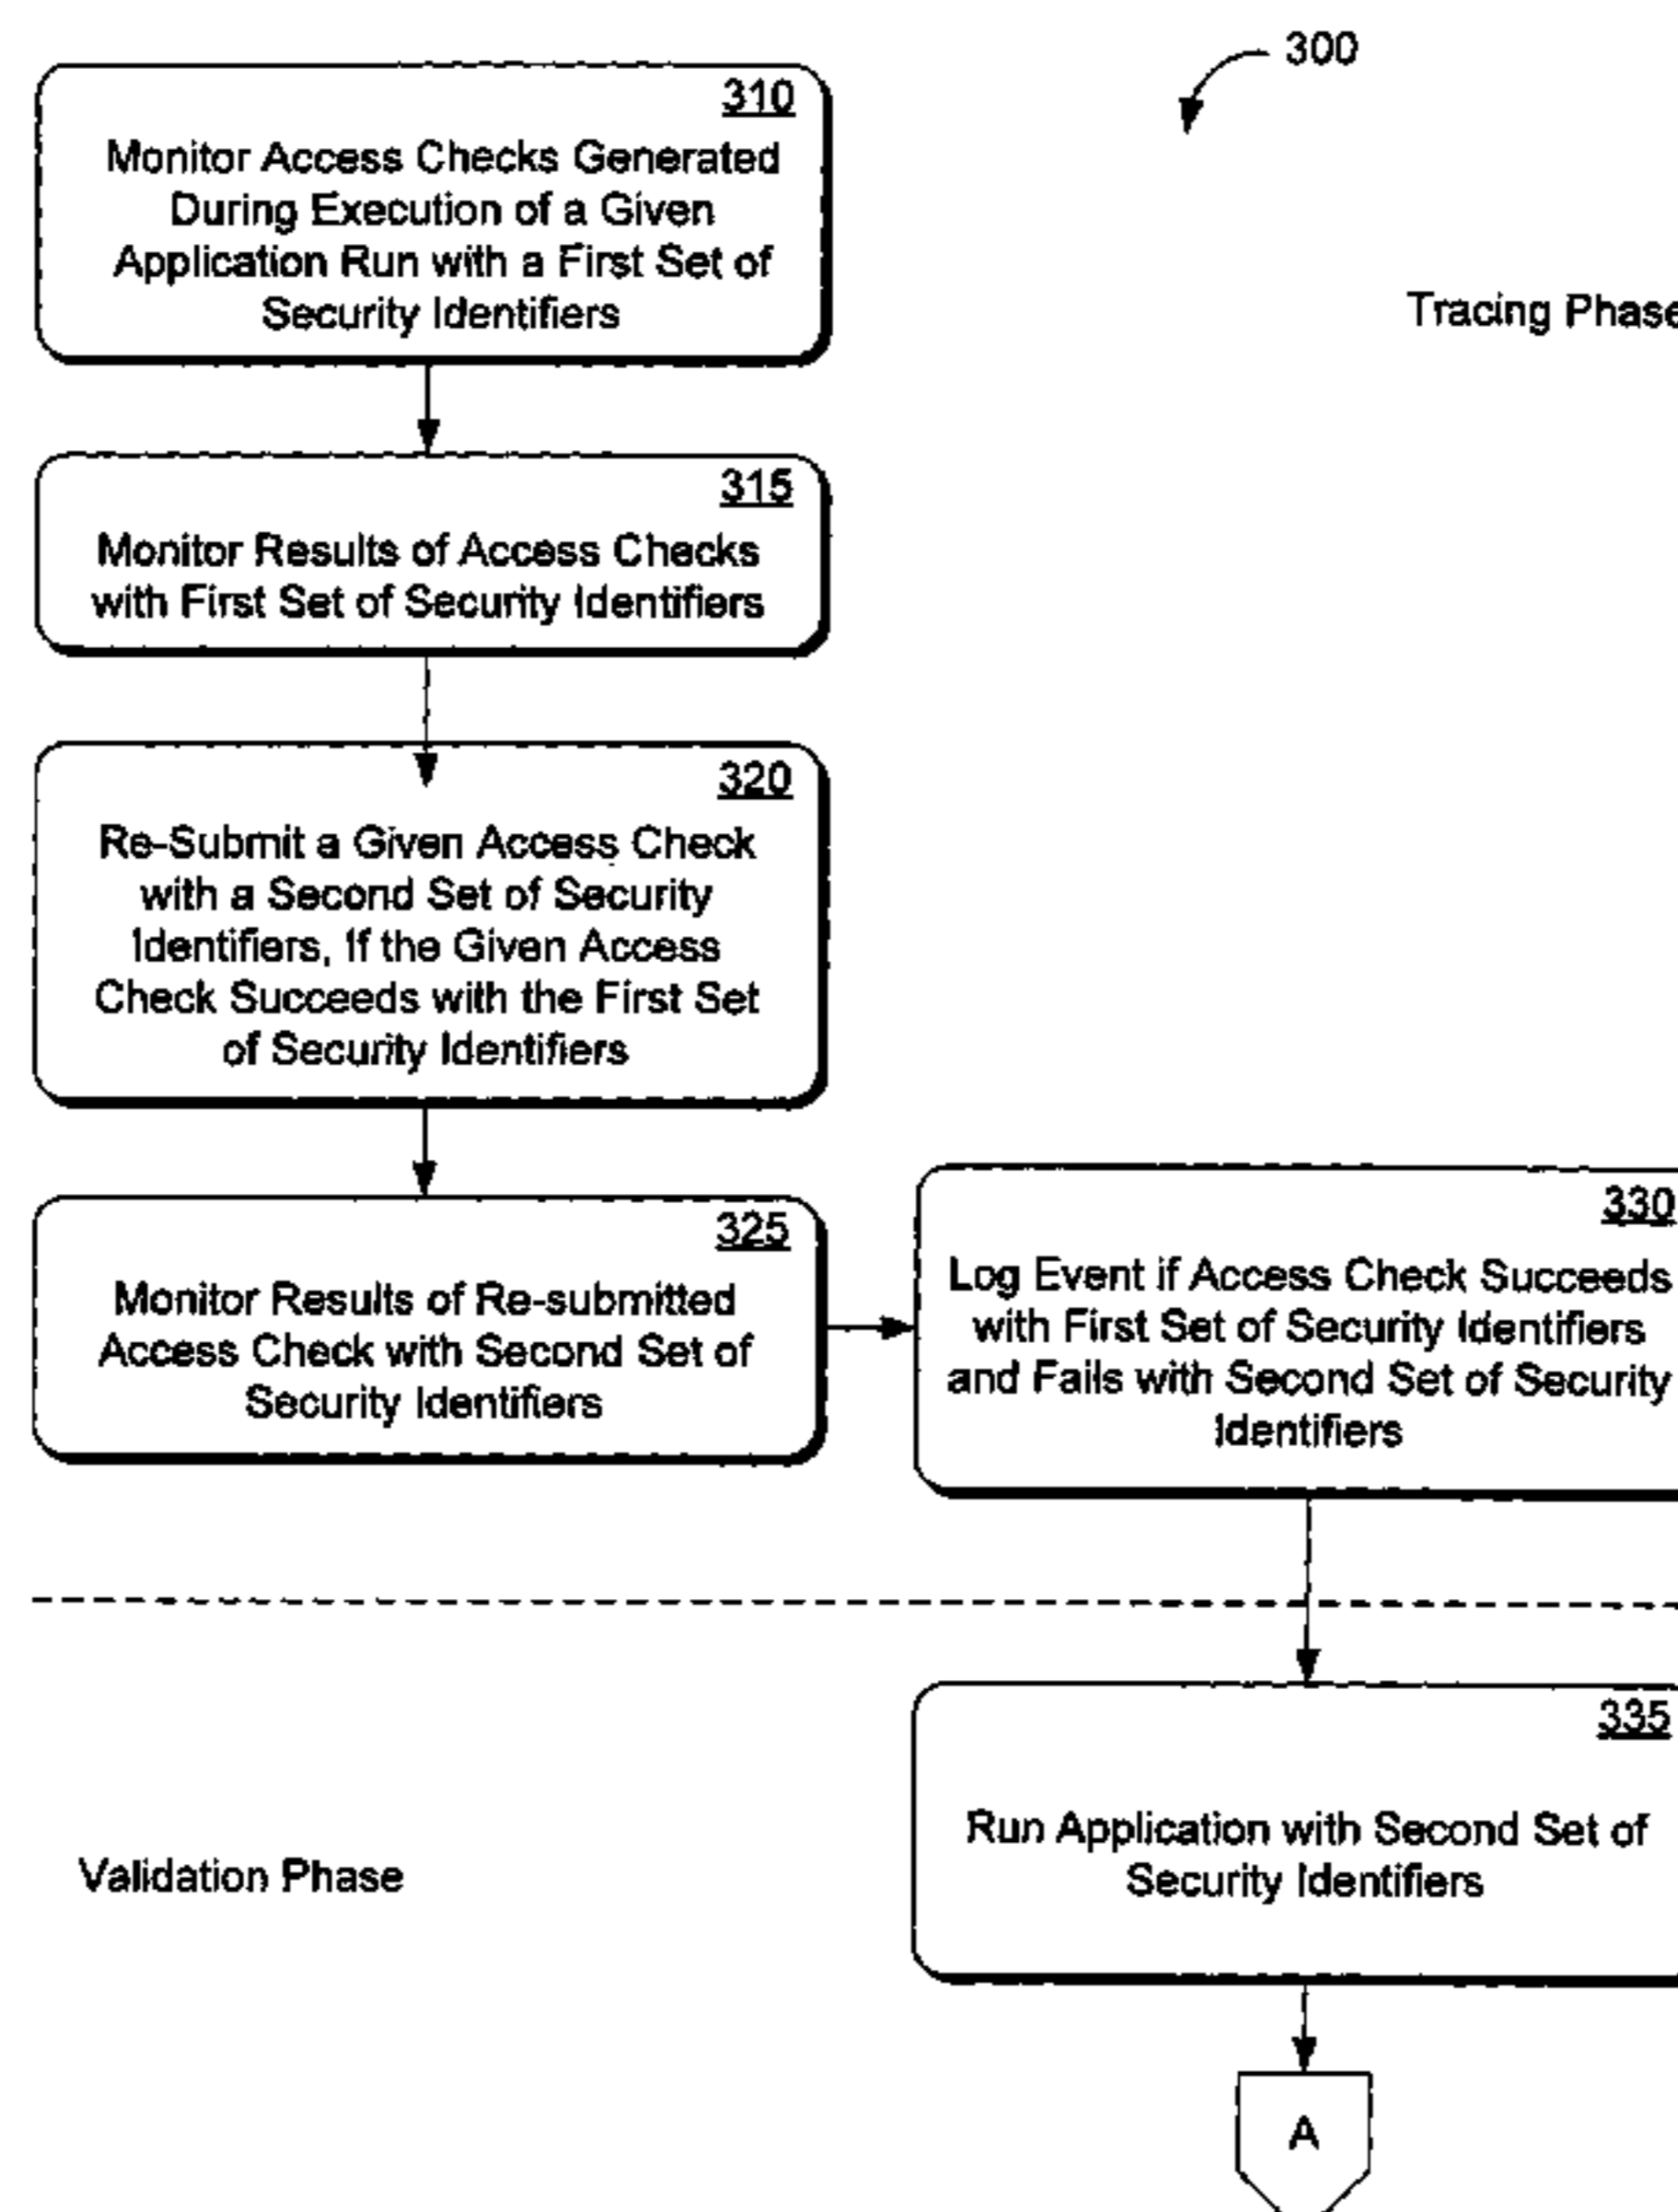 300
310
Monitor Access Checks Generated
During Execution of a Given
Application Run with a First Set of
Security Identifiers
Tracing Phase
315
Monitor Results of Access Checks
with First Set of Security Identifiers
320
Re-Submit a Given Access Check
with a Second Set of Security
Identifiers, If the Given Access
Check Succeeds with the First Set
of Security Identifiers
325
Monitor Results of Re-submitted
Access Check with Second Set of
Security Identifiers
330
Log Event if Access Check Succeeds
with First Set of Security Identifiers
and Fails with Second Set of Security
Identifiers
335
Run Application with Second Set of
Security Identifiers
Validation Phase
A